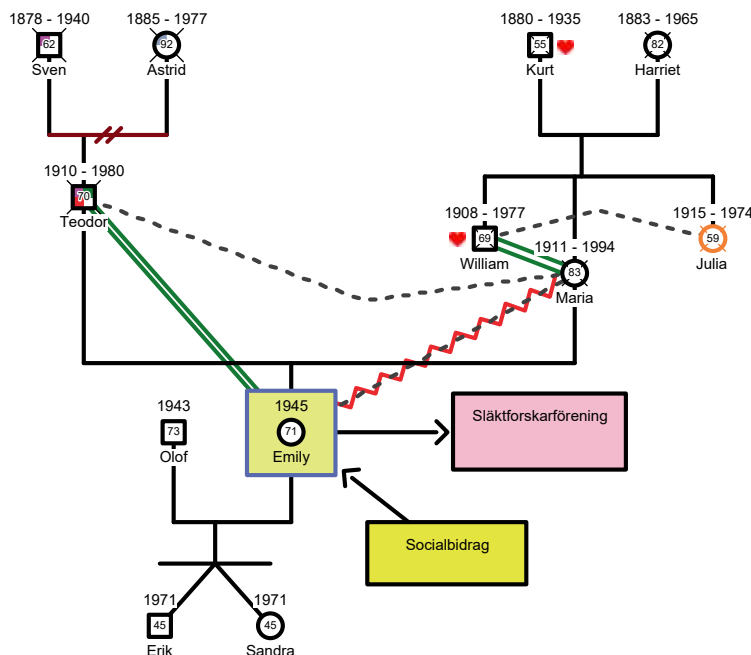 1878 - 1940
62
Sven
1885 - 1977
92
Astrid
1880 - 1935
55
Kurt
1883 - 1965
82
Harriet
1910 - 1980
70
Teodor
1908 - 1977
69
William
1911 - 1994
83
Maria
1915 - 1974
59
Julia
1943
73
Olof
1945
71
Emily
Släktforskarförening
Socialbidrag
1971
45
Erik
1971
45
Sandra